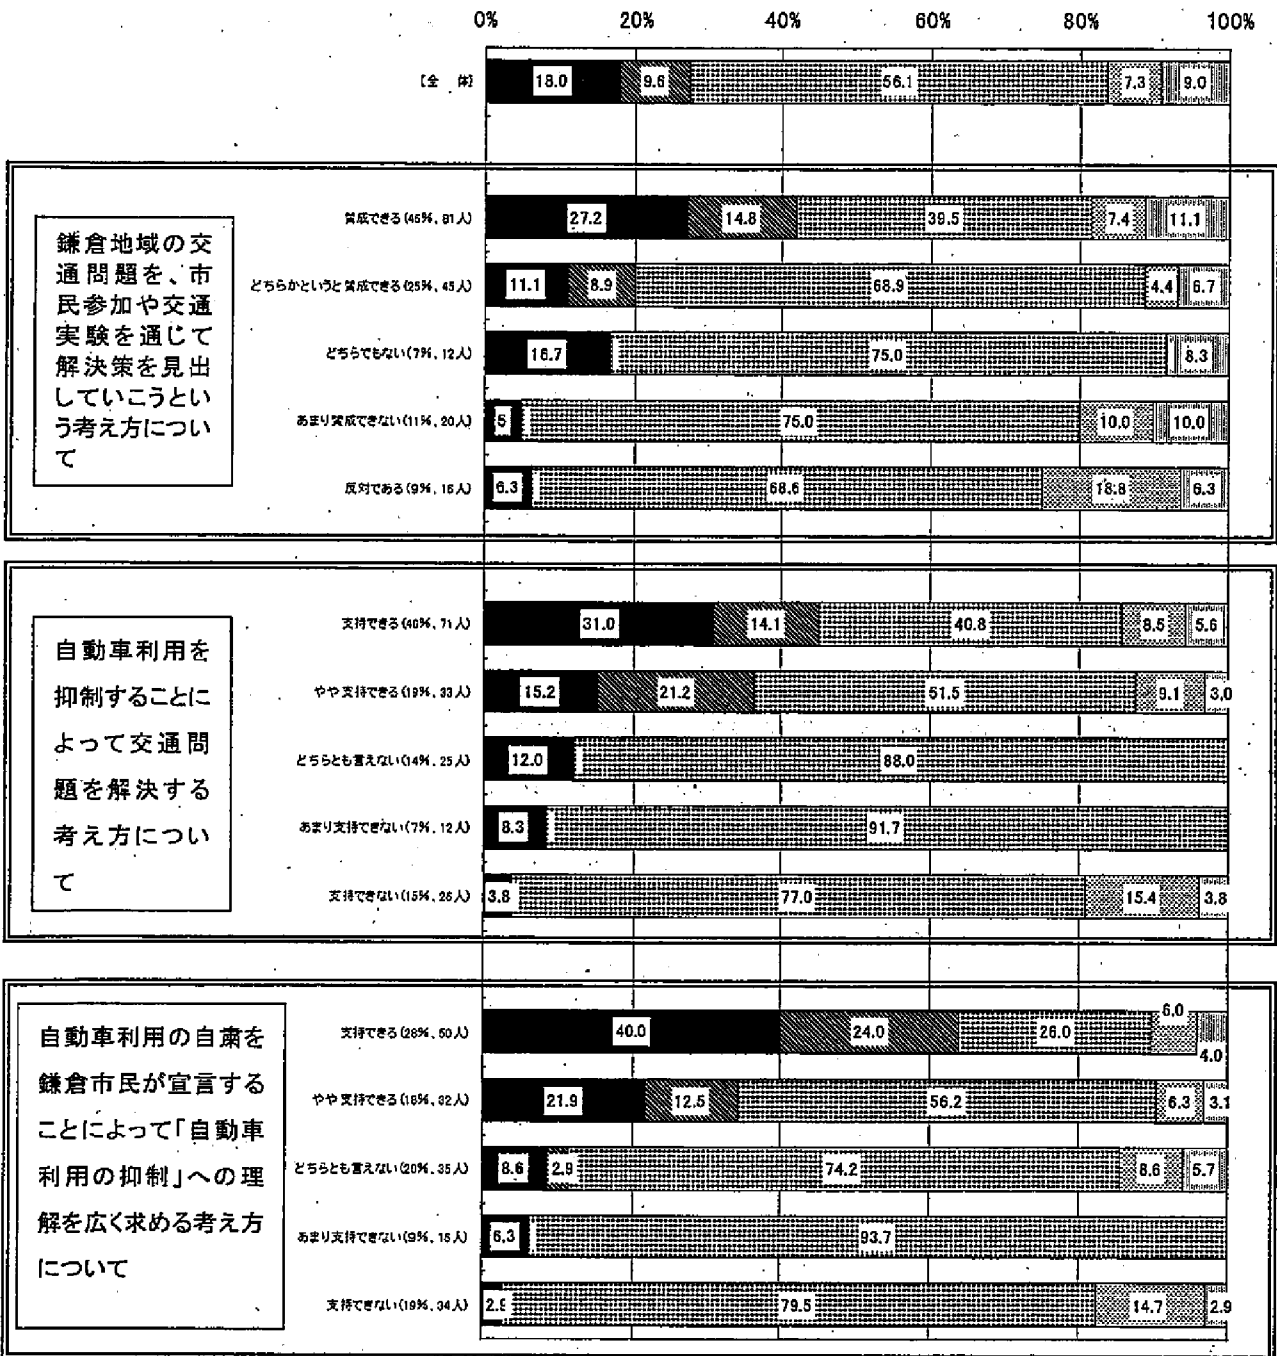 0% 20% 40% 60% 80% 100%
【全 体】 18.0 9.6 56.1 7.3 9.0
鎌倉地域の交
通問題を、市
民参加や交通
実験を通じて
解決策を見出
していこうとい
う考え方につい
て
賛成できる(45%、81人) 27.2 14.8 39.5 7.4 11.1
どちらかというと賛成できる(25%、45人) 11.1 8.9 68.9 4.4 6.7
どちらでもない(7%、12人) 16.7 75.0 8.3
あまり賛成できない(11%、20人) 5 75.0 10.0 10.0
反対である(9%、16人) 6.3 68.6 18.8 6.3
自動車利用を
抑制することに
よって交通問
題を解決する
考え方につい
て
支持できる(40%、71人) 31.0 14.1 40.8 8.5 5.6
やや支持できる(19%、33人) 15.2 21.2 51.5 9.1 3.0
どちらとも言えない(14%、25人) 12.0 88.0
あまり支持できない(7%、12人) 8.3 91.7
支持できない(15%、26人) 3.8 77.0 15.4 3.8
自動車利用の自粛を
鎌倉市民が宣言する
ことによって「自動車
利用の抑制」への理
解を広く求める考え方
について
支持できる(28%、50人) 40.0 24.0 26.0 6.0 4.0
やや支持できる(18%、32人) 21.9 12.5 56.2 6.3 3.1
どちらとも言えない(20%、35人) 8.6 2.9 74.2 8.6 5.7
あまり支持できない(9%、16人) 6.3 93.7
支持できない(19%、34人) 2.9 79.5 14.7 2.9